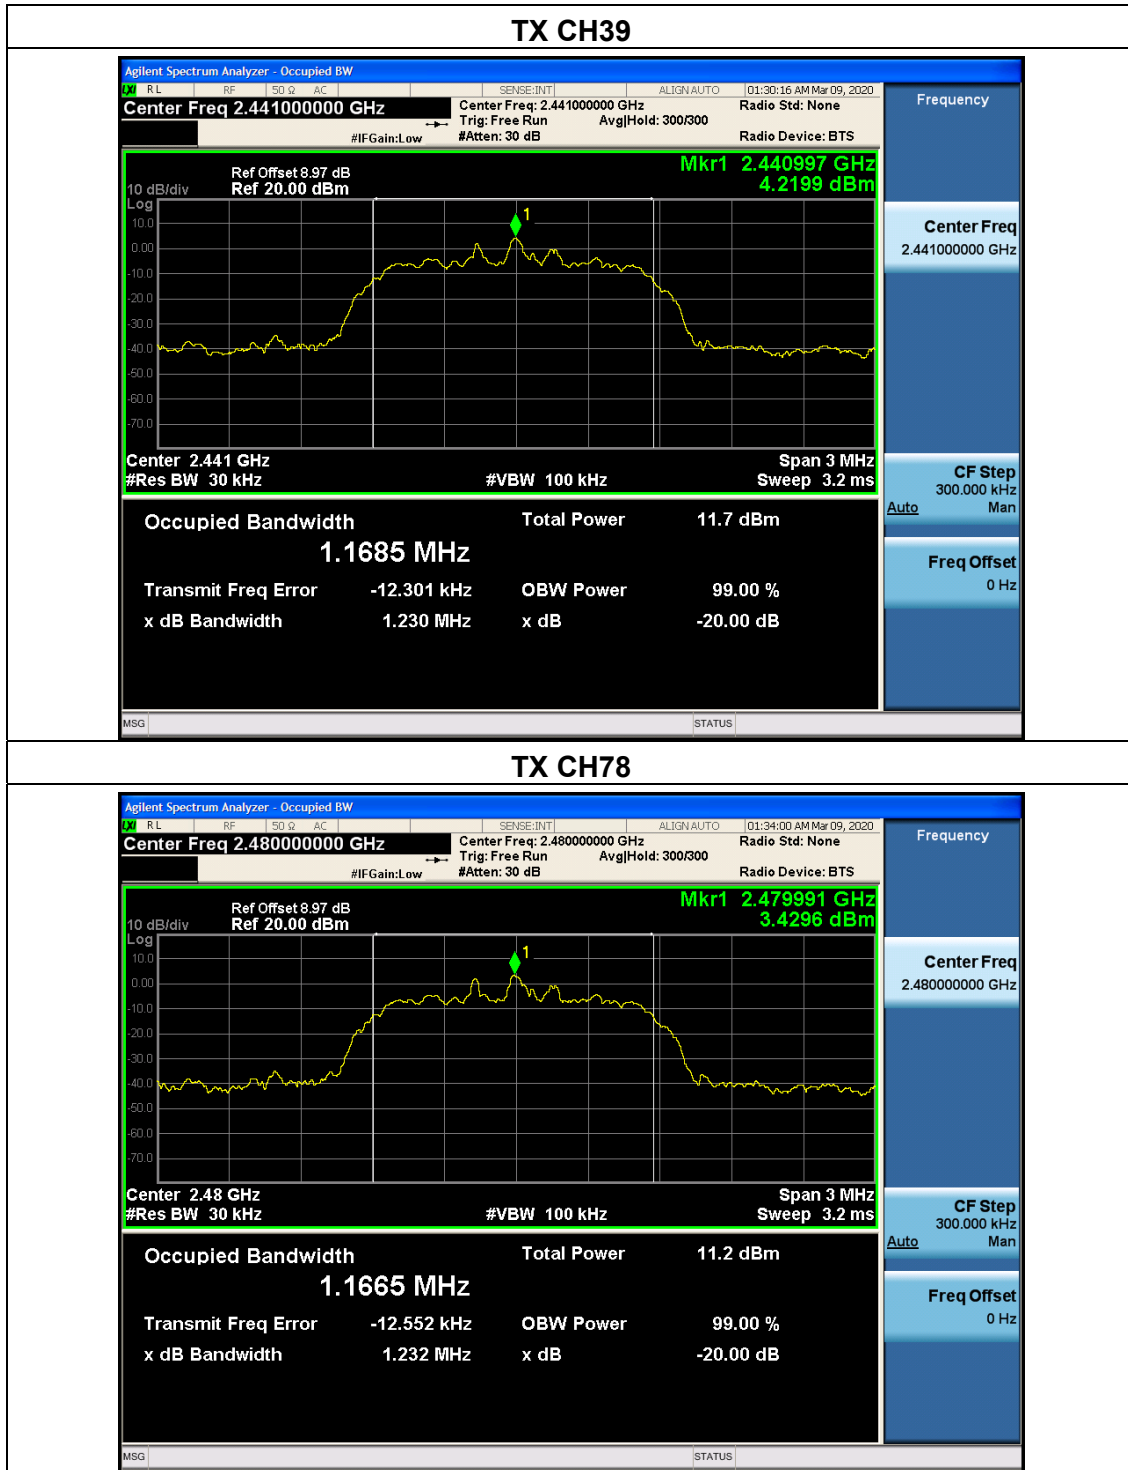 TX CH39
Agilent Spectrum Analyzer - Occupied BW
LXI RL RF 50 Ω AC SENSE:INT ALIGN AUTO 01:30:16 AM Mar 09, 2020
Center Freq 2.441000000 GHz
Center Freq: 2.441000000 GHz Radio Std: None
Trig: Free Run Avg|Hold: 300/300
#IFGain:Low #Atten: 30 dB Radio Device: BTS
Frequency
Mkr1 2.440997 GHz
4.2199 dBm
Ref Offset 8.97 dB
10 dB/div Ref 20.00 dBm
Log
10.0
0.00
-10.0
-20.0
-30.0
-40.0
-50.0
-60.0
-70.0
1
Center Freq
2.441000000 GHz
Center 2.441 GHz Span 3 MHz
#Res BW 30 kHz #VBW 100 kHz Sweep 3.2 ms
CF Step
300.000 kHz
Auto Man
Occupied Bandwidth Total Power 11.7 dBm
1.1685 MHz
Freq Offset
0 Hz
Transmit Freq Error -12.301 kHz OBW Power 99.00 %
x dB Bandwidth 1.230 MHz x dB -20.00 dB
MSG STATUS
TX CH78
Agilent Spectrum Analyzer - Occupied BW
LXI RL RF 50 Ω AC SENSE:INT ALIGN AUTO 01:34:00 AM Mar 09, 2020
Center Freq 2.480000000 GHz
Center Freq: 2.480000000 GHz Radio Std: None
Trig: Free Run Avg|Hold: 300/300
#IFGain:Low #Atten: 30 dB Radio Device: BTS
Frequency
Mkr1 2.479991 GHz
3.4296 dBm
Ref Offset 8.97 dB
10 dB/div Ref 20.00 dBm
Log
10.0
0.00
-10.0
-20.0
-30.0
-40.0
-50.0
-60.0
-70.0
1
Center Freq
2.480000000 GHz
Center 2.48 GHz Span 3 MHz
#Res BW 30 kHz #VBW 100 kHz Sweep 3.2 ms
CF Step
300.000 kHz
Auto Man
Occupied Bandwidth Total Power 11.2 dBm
1.1665 MHz
Freq Offset
0 Hz
Transmit Freq Error -12.552 kHz OBW Power 99.00 %
x dB Bandwidth 1.232 MHz x dB -20.00 dB
MSG STATUS